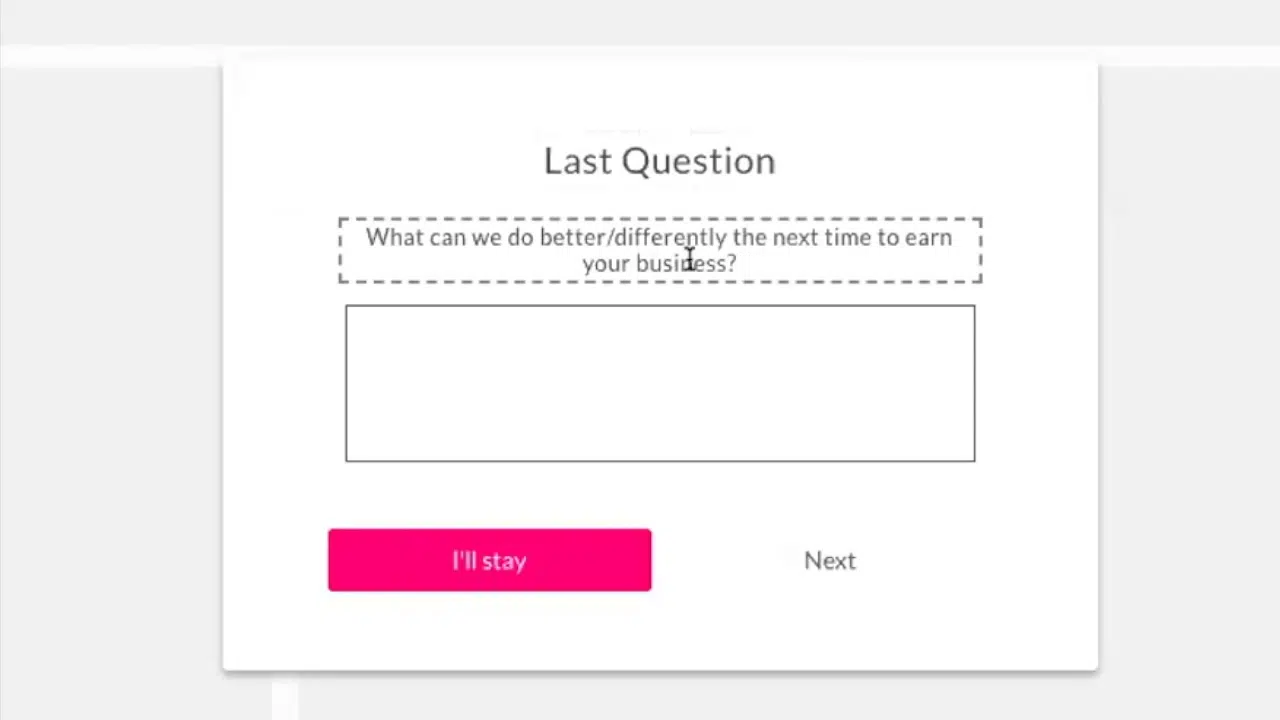 Last Question
What can we do better/differently the next time to earn
your business?
I'll stay
Next